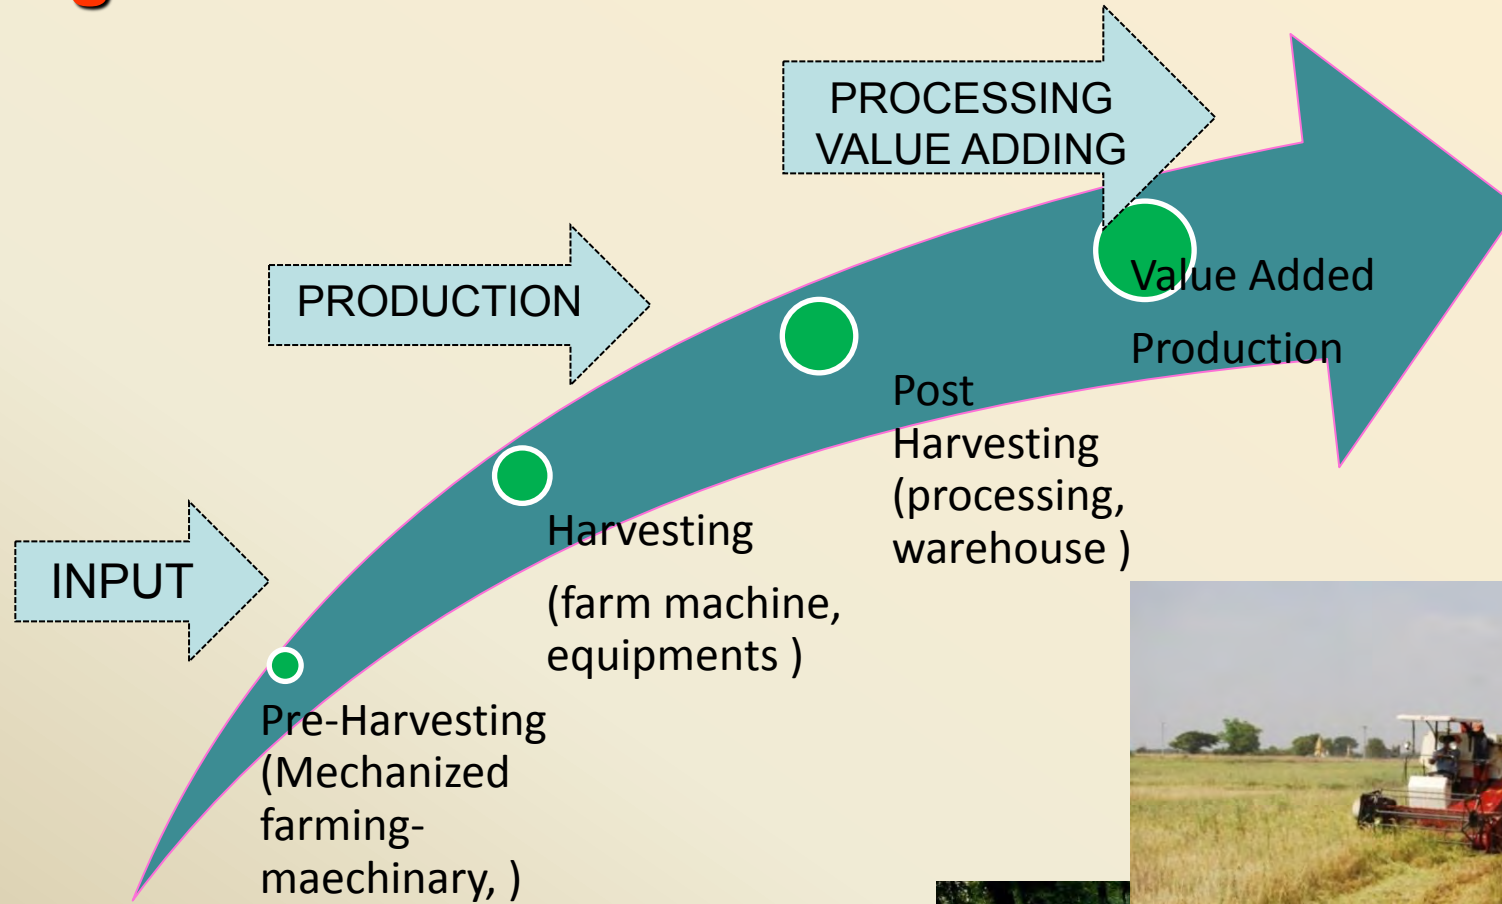 PROCESSING
VALUE ADDING
PRODUCTION
INPUT
Value Added
Production
Post
Harvesting
(processing,
warehouse )
Harvesting
(farm machine,
equipments )
Pre-Harvesting
(Mechanized
farming-
maechinary, )